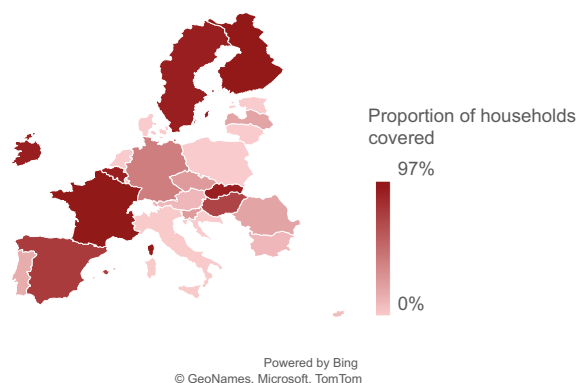 Proportion of households
covered
97%
0%
Powered by Bing
© GeoNames, Microsoft, TomTom